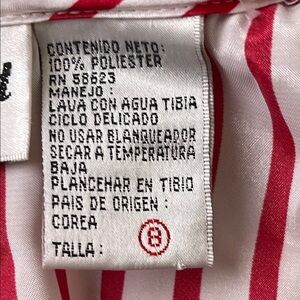 CONTENIDO NETO:
100% POLIESTER
RN 58623
MANEJO:
LAVA CON AGUA TIBIA
CICLO DELICADO
NO USAR BLANQUEADOR
SECAR A TEMPERATURA
BAJA
PLANCEHAR EN TIBIO
PAIS DE ORIGEN:
COREA
TALLA: 8